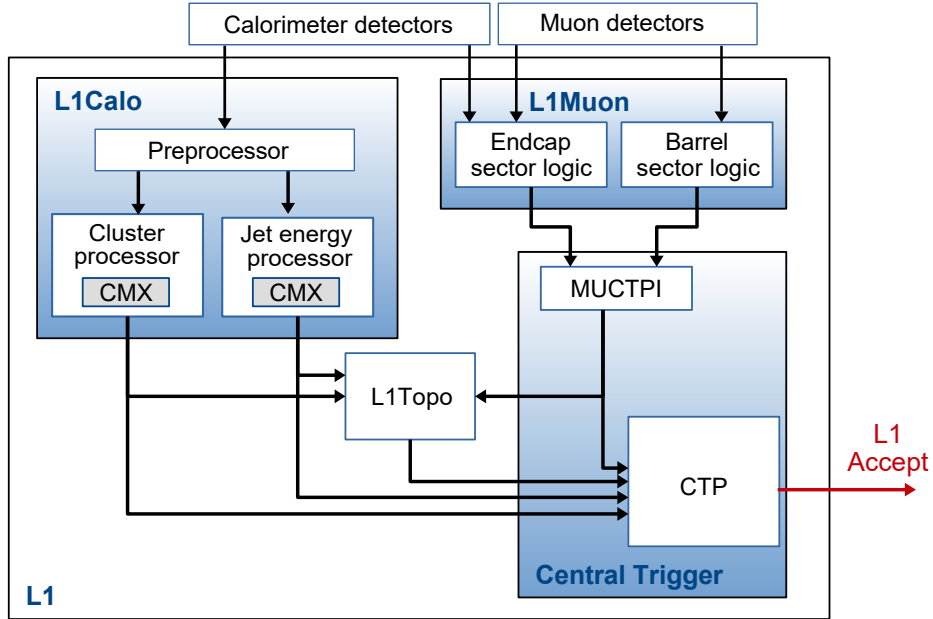 Calorimeter detectors
Muon detectors
L1Calo
L1Muon
Preprocessor
Endcap
sector logic
Barrel
sector logic
Cluster
processor
CMX
Jet energy
processor
CMX
MUCTPI
L1Topo
CTP
L1
Accept
Central Trigger
L1